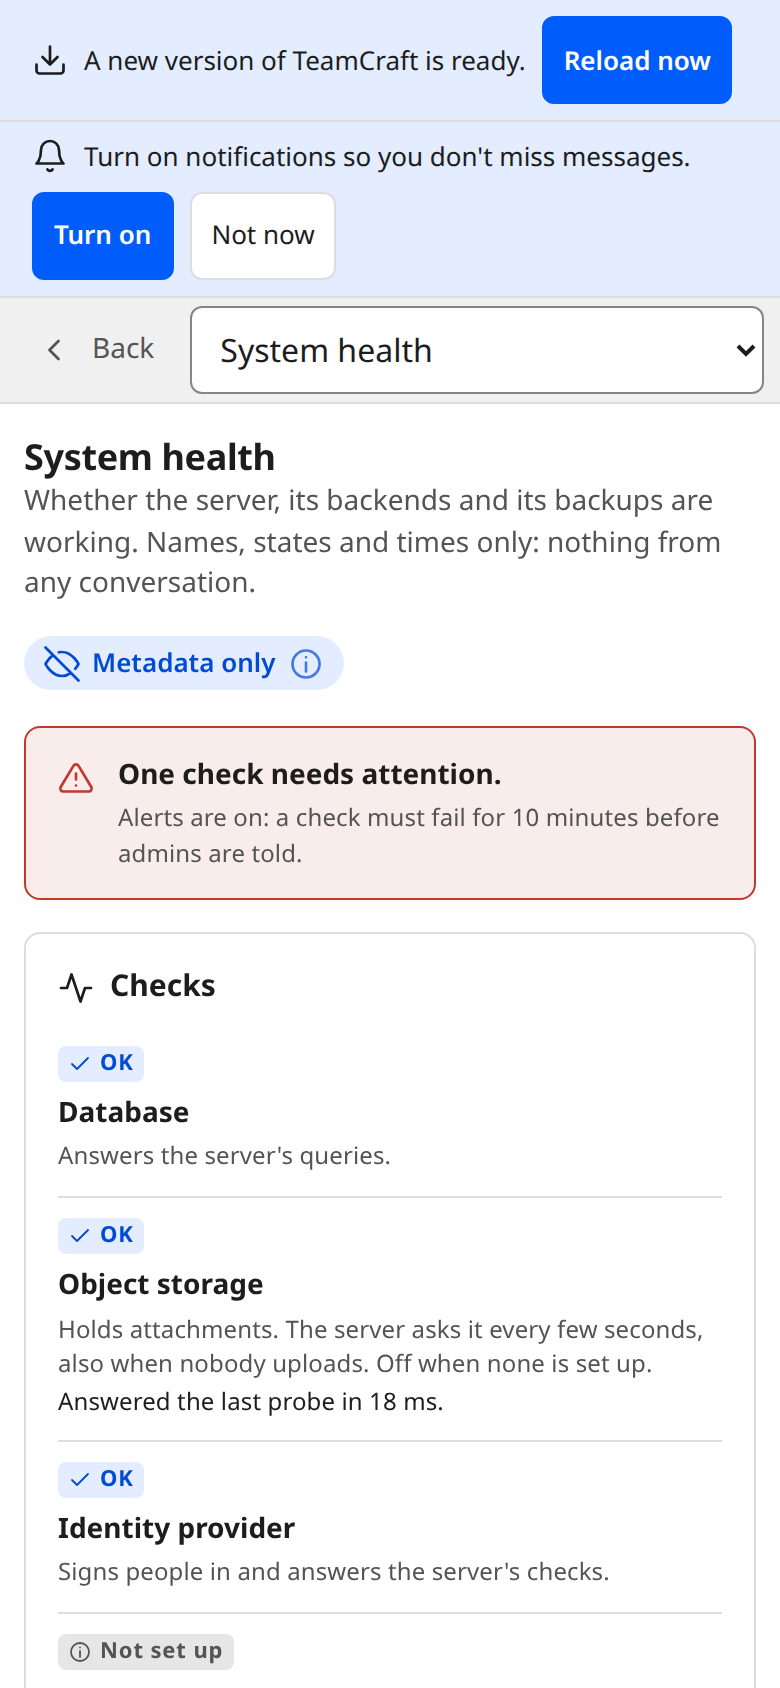 A new version of TeamCraft is ready.
Reload now
Turn on notifications so you don't miss messages.
Turn on
Not now
Back
System health
System health
Whether the server, its backends and its backups are
working. Names, states and times only: nothing from
any conversation.
Metadata only
One check needs attention.
Alerts are on: a check must fail for 10 minutes before
admins are told.
Checks
OK
Database
Answers the server's queries.
OK
Object storage
Holds attachments. The server asks it every few seconds,
also when nobody uploads. Off when none is set up.
Answered the last probe in 18 ms.
OK
Identity provider
Signs people in and answers the server's checks.
Not set up